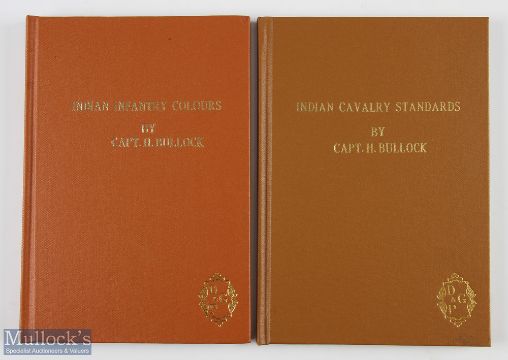 INDIAN INFANTRY COLOURS
BY
CAPT. H. BULLOCK
INDIAN CAVALRY STANDARDS
BY
CAPT. H. BULLOCK
D
& G
P
Mullock's
Specialist Auctioneers & Valuers